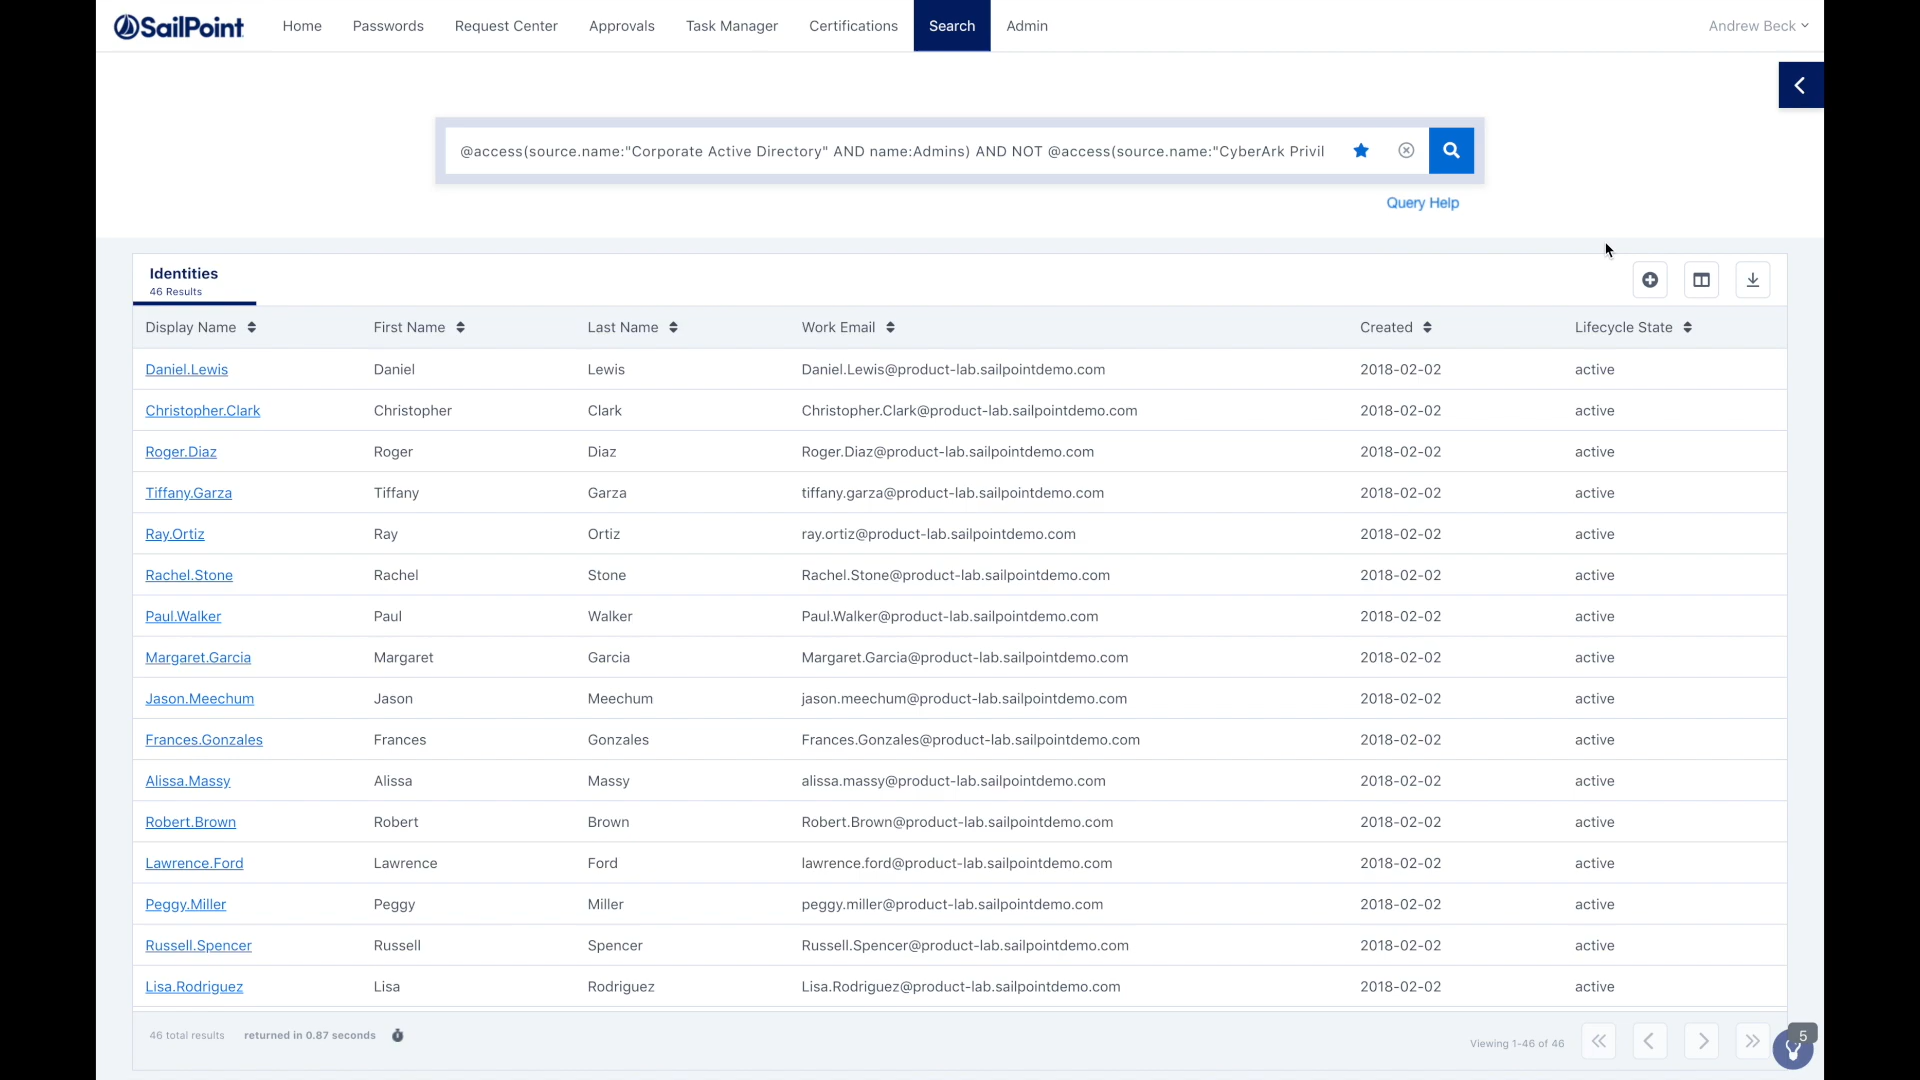 SailPoint Home Passwords Request Center Approvals Task Manager Certifications Search Admin Andrew Beck
@access(source.name:"Corporate Active Directory" AND name:Admins) AND NOT @access(source.name:"CyberArk Privil
Query Help
Identities
46 Results
Display Name First Name Last Name Work Email Created Lifecycle State
Daniel.Lewis Daniel Lewis Daniel.Lewis@product-lab.sailpointdemo.com 2018-02-02 active
Christopher.Clark Christopher Clark Christopher.Clark@product-lab.sailpointdemo.com 2018-02-02 active
Roger.Diaz Roger Diaz Roger.Diaz@product-lab.sailpointdemo.com 2018-02-02 active
Tiffany.Garza Tiffany Garza tiffany.garza@product-lab.sailpointdemo.com 2018-02-02 active
Ray.Ortiz Ray Ortiz ray.ortiz@product-lab.sailpointdemo.com 2018-02-02 active
Rachel.Stone Rachel Stone Rachel.Stone@product-lab.sailpointdemo.com 2018-02-02 active
Paul.Walker Paul Walker Paul.Walker@product-lab.sailpointdemo.com 2018-02-02 active
Margaret.Garcia Margaret Garcia Margaret.Garcia@product-lab.sailpointdemo.com 2018-02-02 active
Jason.Meechum Jason Meechum jason.meechum@product-lab.sailpointdemo.com 2018-02-02 active
Frances.Gonzales Frances Gonzales Frances.Gonzales@product-lab.sailpointdemo.com 2018-02-02 active
Alissa.Massy Alissa Massy alissa.massy@product-lab.sailpointdemo.com 2018-02-02 active
Robert.Brown Robert Brown Robert.Brown@product-lab.sailpointdemo.com 2018-02-02 active
Lawrence.Ford Lawrence Ford lawrence.ford@product-lab.sailpointdemo.com 2018-02-02 active
Peggy.Miller Peggy Miller peggy.miller@product-lab.sailpointdemo.com 2018-02-02 active
Russell.Spencer Russell Spencer Russell.Spencer@product-lab.sailpointdemo.com 2018-02-02 active
Lisa.Rodriguez Lisa Rodriguez Lisa.Rodriguez@product-lab.sailpointdemo.com 2018-02-02 active
46 total results returned in 0.87 seconds Viewing 1-46 of 46 5